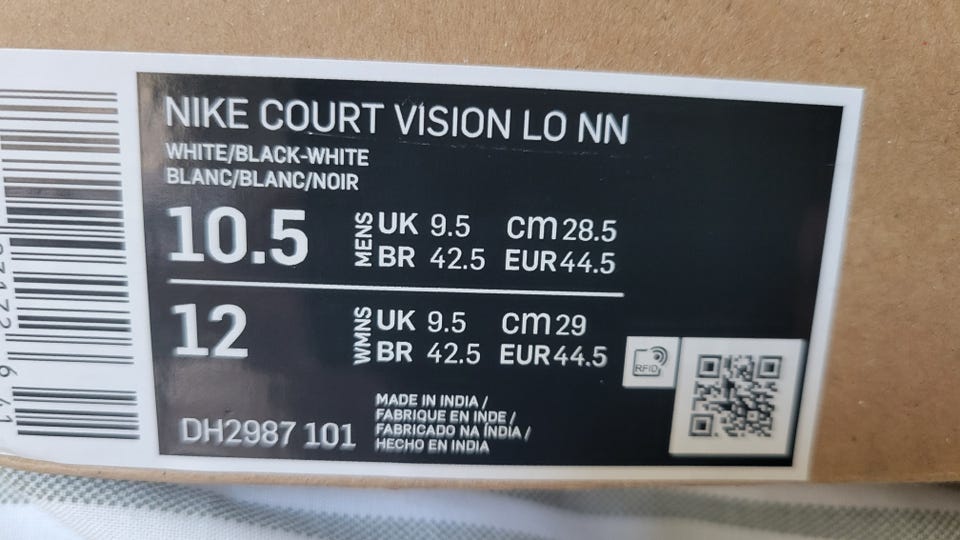 NIKE COURT VISION LO NN
WHITE/BLACK-WHITE
BLANC/BLANC/NOIR
10.5 MENS UK 9.5 cm 28.5
BR 42.5 EUR 44.5
12 WMNS UK 9.5 cm 29
BR 42.5 EUR 44.5
RFID
DH2987 101
MADE IN INDIA /
FABRIQUE EN INDE /
FABRICADO NA ÍNDIA /
HECHO EN INDIA